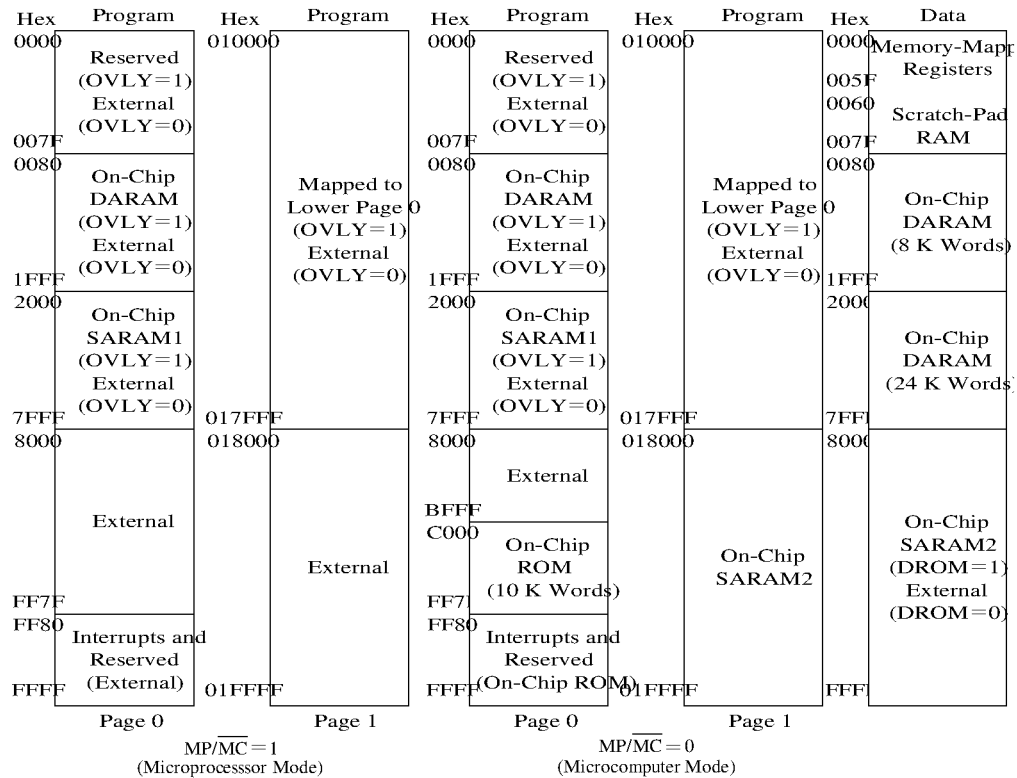 Hex Program Hex Program Hex Program Hex Program Hex Data
0000
Reserved
(OVLY=1)
External
(OVLY=0)
007F
0080
On-Chip
DARAM
(OVLY=1)
External
(OVLY=0)
1FFF
2000
On-Chip
SARAM1
(OVLY=1)
External
(OVLY=0)
7FFF
8000
External
FF7F
FF80
Interrupts and
Reserved
(External)
FFFF
Page 0
010000
Mapped to
Lower Page 0
(OVLY=1)
External
(OVLY=0)
017FFF
018000
External
01FFFF
Page 1
MP/MC=1
(Microprocesssor Mode)
0000
Reserved
(OVLY=1)
External
(OVLY=0)
007F
0080
On-Chip
DARAM
(OVLY=1)
External
(OVLY=0)
1FFF
2000
On-Chip
SARAM1
(OVLY=1)
External
(OVLY=0)
7FFF
8000
External
BFFF
C000
On-Chip
ROM
(10 K Words)
FF7
FF80
Interrupts and
Reserved
(On-Chip ROM)
FFFF
Page 0
010000
Mapped to
Lower Page 0
(OVLY=1)
External
(OVLY=0)
017FFF
018000
On-Chip
SARAM2
01FFFF
Page 1
MP/MC=0
(Microcomputer Mode)
0000
Memory-Mapp
Registers
005F
0060
Scratch-Pad
RAM
007F
0080
On-Chip
DARAM
(8 K Words)
1FFF
2000
On-Chip
DARAM
(24 K Words)
7FF
8000
On-Chip
SARAM2
(DROM=1)
External
(DROM=0)
FFF